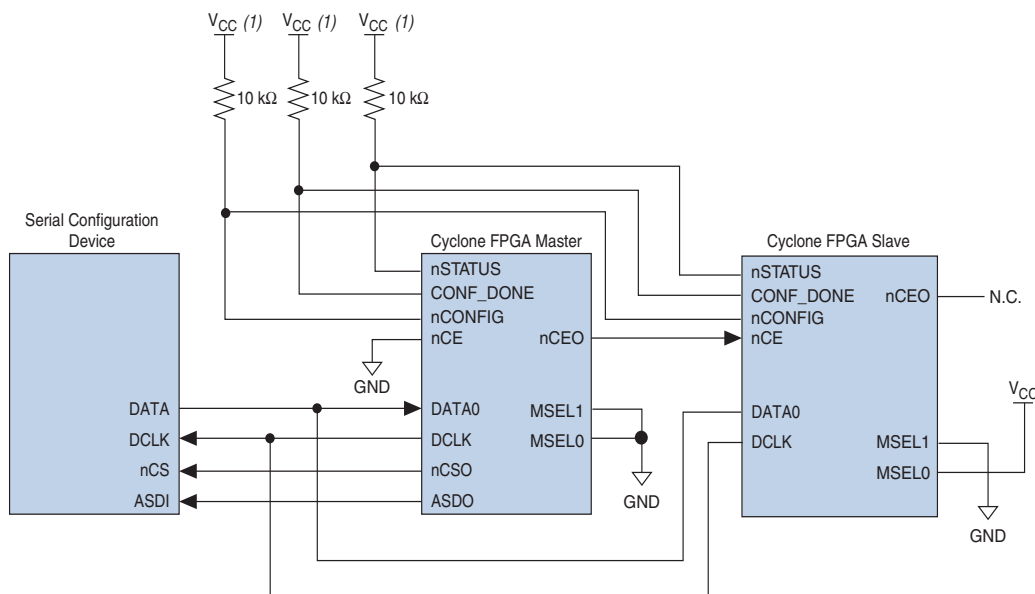 VCC (1) VCC (1) VCC (1)
10 kΩ 10 kΩ 10 kΩ
Serial Configuration
Device
DATA
DCLK
nCS
ASDI
Cyclone FPGA Master
nSTATUS
CONF_DONE
nCONFIG
nCE
nCEO
GND
DATA0
DCLK
nCSO
ASDO
MSEL1
MSEL0
GND
Cyclone FPGA Slave
nSTATUS
CONF_DONE
nCONFIG
nCE
nCEO
N.C.
DATA0
DCLK
VCC
MSEL1
MSEL0
GND